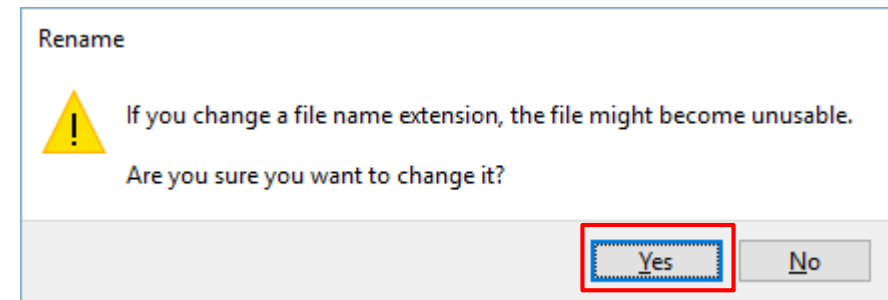 Rename
If you change a file name extension, the file might become unusable.
Are you sure you want to change it?
Yes No